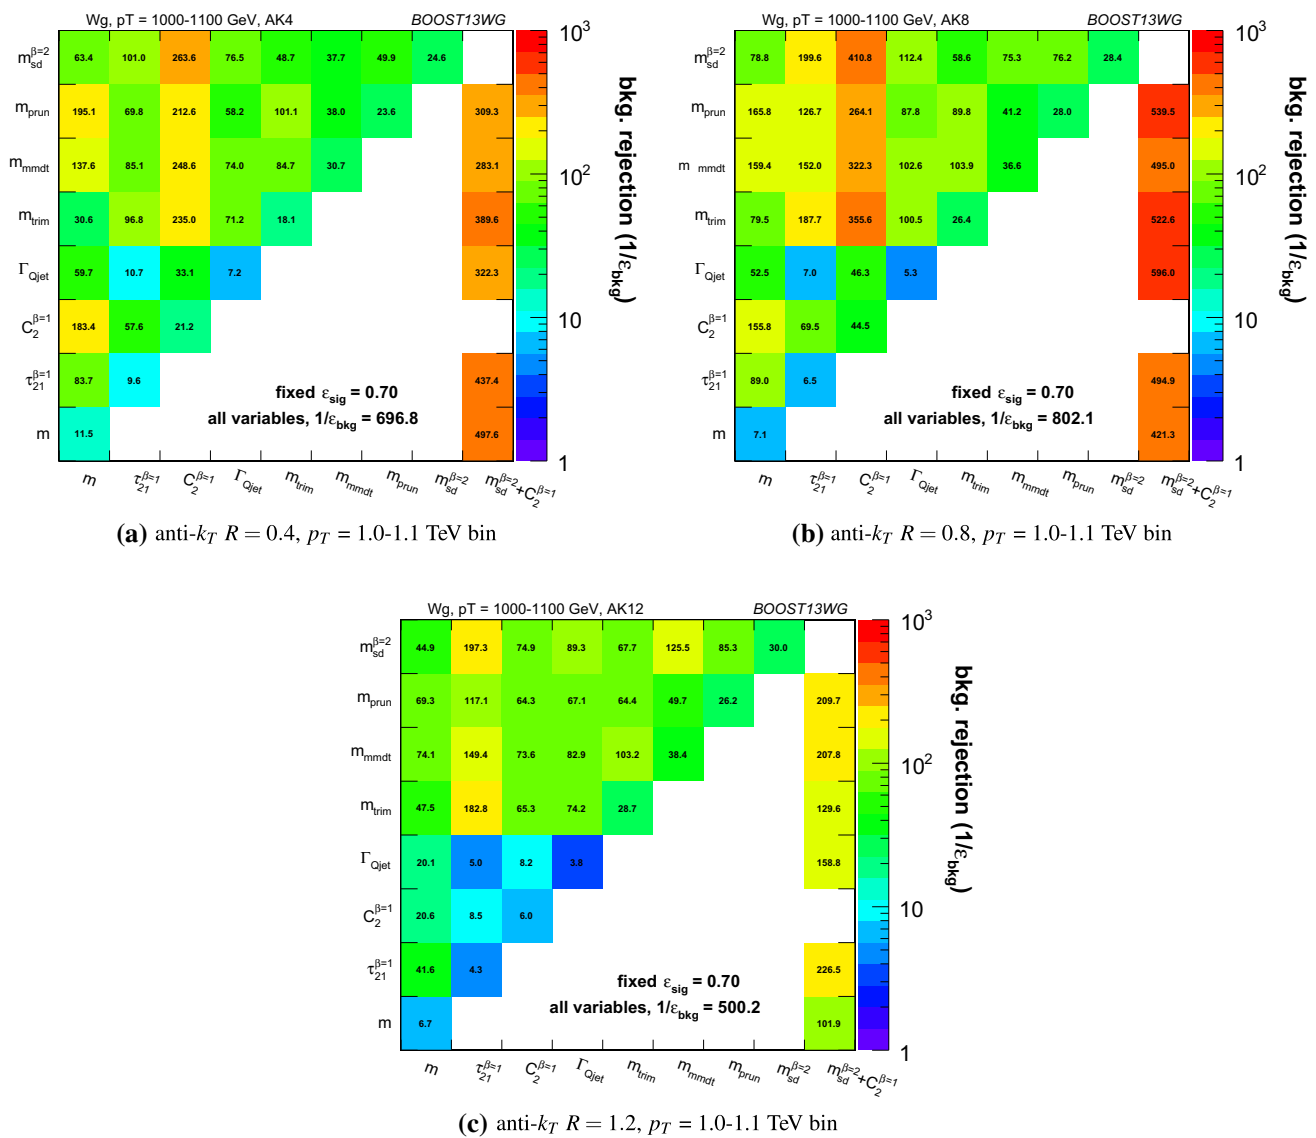 Wg, pT = 1000-1100 GeV, AK4 BOOST13WG
m_sd^β=2 63.4 101.0 263.6 76.5 48.7 37.7 49.9 24.6
m_prun 195.1 69.8 212.6 58.2 101.1 38.0 23.6 309.3
m_mmdt 137.6 85.1 248.6 74.0 84.7 30.7 283.1
m_trim 30.6 96.8 235.0 71.2 18.1 389.6
Γ_Qjet 59.7 10.7 33.1 7.2 322.3
C_2^β=1 183.4 57.6 21.2
τ_21^β=1 83.7 9.6 437.4
m 11.5 497.6
fixed ε_sig = 0.70
all variables, 1/ε_bkg = 696.8
m τ_21^β=1 C_2^β=1 Γ_Qjet m_trim m_mmdt m_prun m_sd^β=2 m_sd^β=2+C_2^β=1
10^3
10^2
10
1
bkg. rejection (1/ε_bkg)
(a) anti-k_T R = 0.4, p_T = 1.0-1.1 TeV bin
Wg, pT = 1000-1100 GeV, AK8 BOOST13WG
m_sd^β=2 78.8 199.6 410.8 112.4 58.6 75.3 76.2 28.4
m_prun 165.8 126.7 264.1 87.8 89.8 41.2 28.0 539.5
m_mmdt 159.4 152.0 322.3 102.6 103.9 36.6 495.0
m_trim 79.5 187.7 355.6 100.5 26.4 522.6
Γ_Qjet 52.5 7.0 46.3 5.3 596.0
C_2^β=1 155.8 69.5 44.5
τ_21^β=1 89.0 6.5 494.9
m 7.1 421.3
fixed ε_sig = 0.70
all variables, 1/ε_bkg = 802.1
m τ_21^β=1 C_2^β=1 Γ_Qjet m_trim m_mmdt m_prun m_sd^β=2 m_sd^β=2+C_2^β=1
10^3
10^2
10
1
bkg. rejection (1/ε_bkg)
(b) anti-k_T R = 0.8, p_T = 1.0-1.1 TeV bin
Wg, pT = 1000-1100 GeV, AK12 BOOST13WG
m_sd^β=2 44.9 197.3 74.9 89.3 67.7 125.5 85.3 30.0
m_prun 69.3 117.1 64.3 67.1 64.4 49.7 26.2 209.7
m_mmdt 74.1 149.4 73.6 82.9 103.2 38.4 207.8
m_trim 47.5 182.8 65.3 74.2 28.7 129.6
Γ_Qjet 20.1 5.0 8.2 3.8 158.8
C_2^β=1 20.6 8.5 6.0
τ_21^β=1 41.6 4.3 226.5
m 6.7 101.9
fixed ε_sig = 0.70
all variables, 1/ε_bkg = 500.2
m τ_21^β=1 C_2^β=1 Γ_Qjet m_trim m_mmdt m_prun m_sd^β=2 m_sd^β=2+C_2^β=1
10^3
10^2
10
1
bkg. rejection (1/ε_bkg)
(c) anti-k_T R = 1.2, p_T = 1.0-1.1 TeV bin